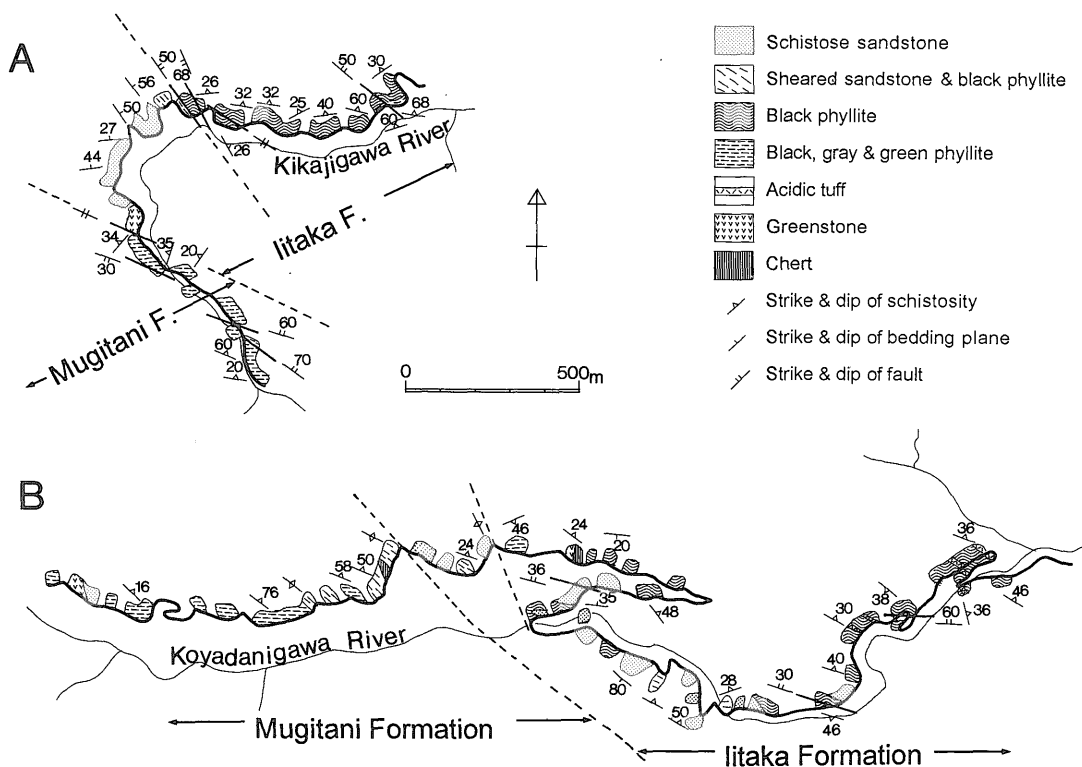 A
50
68
56
50
27
44
26
32
32
25
40
60
50
30
68
60
26
Kikajigawa River
Iitaka F.
34
35
30
20
Mugitani F.
60
60
70
20
0
500m
Schistose sandstone
Sheared sandstone & black phyllite
Black phyllite
Black, gray & green phyllite
Acidic tuff
Greenstone
Chert
Strike & dip of schistosity
Strike & dip of bedding plane
Strike & dip of fault
B
16
76
58
50
24
46
24
20
36
35
48
80
50
28
30
40
46
30
38
60
36
36
46
Koyadanigawa River
Mugitani Formation
Iitaka Formation